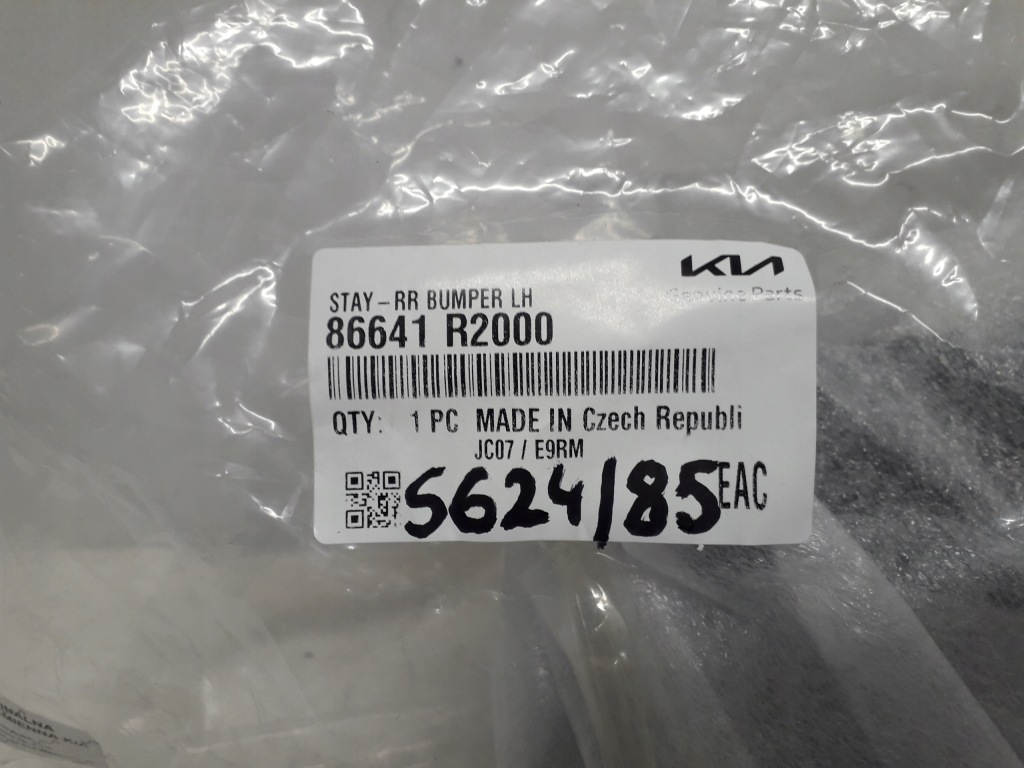 KIA
Genuine Parts
STAY-RR BUMPER LH
86641 R2000
QTY: 1 PC MADE IN Czech Republi
JC07 / E9RM
5624/85
EAC